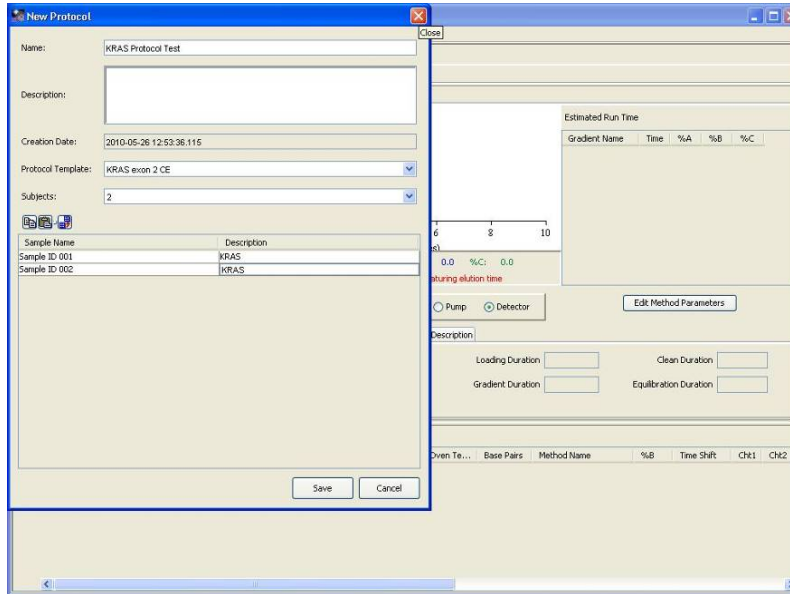 New Protocol
Close
Name: KRAS Protocol Test
Description:
Creation Date: 2010-05-26 12:53:36.115
Protocol Template: KRAS exon 2 CE
Subjects: 2
Sample Name Description
Sample ID 001 KRAS
Sample ID 002 KRAS
Save Cancel
Estimated Run Time
Gradient Name Time %A %B %C
6 8 10
0.0 %C: 0.0
elution time
Pump Detector
Edit Method Parameters
Description
Loading Duration Clean Duration
Gradient Duration Equilibration Duration
Oven Te... Base Pairs Method Name %B Time Shift Cht1 Cht2